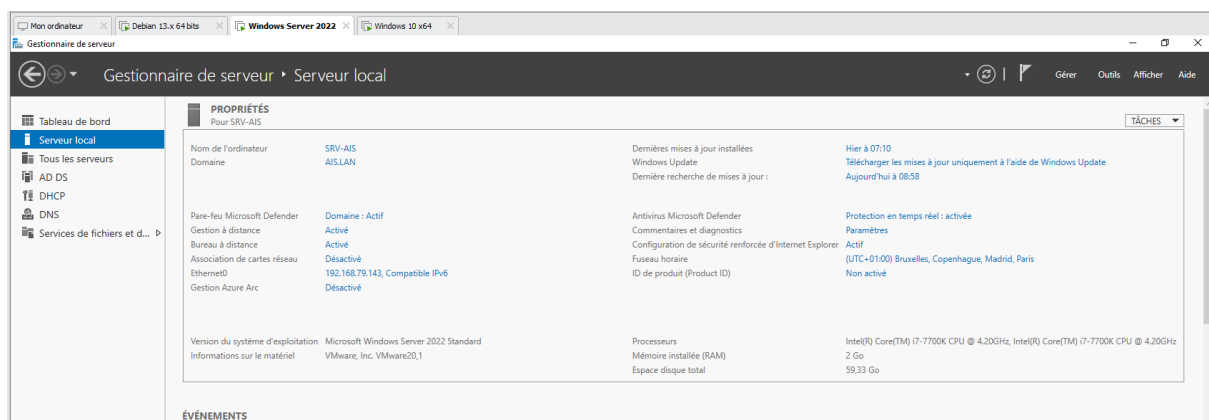 Mon ordinateur Debian 13.x 64 bits Windows Server 2022 Windows 10 x64
Gestionnaire de serveur
Gestionnaire de serveur ‣ Serveur local
Gérer Outils Afficher Aide
Tableau de bord
Serveur local
Tous les serveurs
AD DS
DHCP
DNS
Services de fichiers et d...
PROPRIÉTÉS
Pour SRV-AIS
TÂCHES
Nom de l'ordinateur SRV-AIS
Domaine AIS.LAN
Dernières mises à jour installées Hier à 07:10
Windows Update Télécharger les mises à jour uniquement à l'aide de Windows Update
Dernière recherche de mises à jour : Aujourd'hui à 08:58
Pare-feu Microsoft Defender Domaine : Actif
Gestion à distance Activé
Bureau à distance Activé
Association de cartes réseau Désactivé
Ethernet0 192.168.79.143, Compatible IPv6
Gestion Azure Arc Désactivé
Antivirus Microsoft Defender Protection en temps réel : activée
Commentaires et diagnostics Paramètres
Configuration de sécurité renforcée d'Internet Explorer Actif
Fuseau horaire (UTC+01:00) Bruxelles, Copenhague, Madrid, Paris
ID de produit (Product ID) Non activé
Version du système d'exploitation Microsoft Windows Server 2022 Standard
Informations sur le matériel VMware, Inc. VMware20,1
Processeurs Intel(R) Core(TM) i7-7700K CPU @ 4.20GHz, Intel(R) Core(TM) i7-7700K CPU @ 4.20GHz
Mémoire installée (RAM) 2 Go
Espace disque total 59,33 Go
ÉVÉNEMENTS